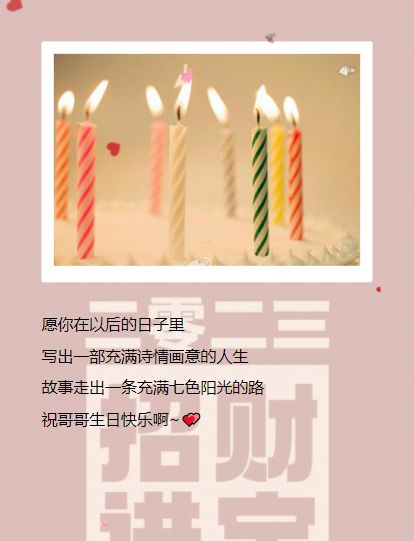 愿你在以后的日子里
写出一部充满诗情画意的人生
故事走出一条充满七色阳光的路
祝哥哥生日快乐啊~💕
二零二三
招财
进宝